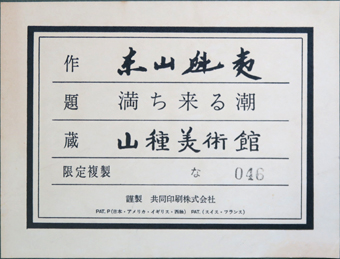 作 東山魁夷
題 満ち来る潮
蔵 山種美術館
限定複製 な 046
謹製 共同印刷株式会社
PAT. P(日本・アメリカ・イギリス・西独) PAT. (スイス・フランス)